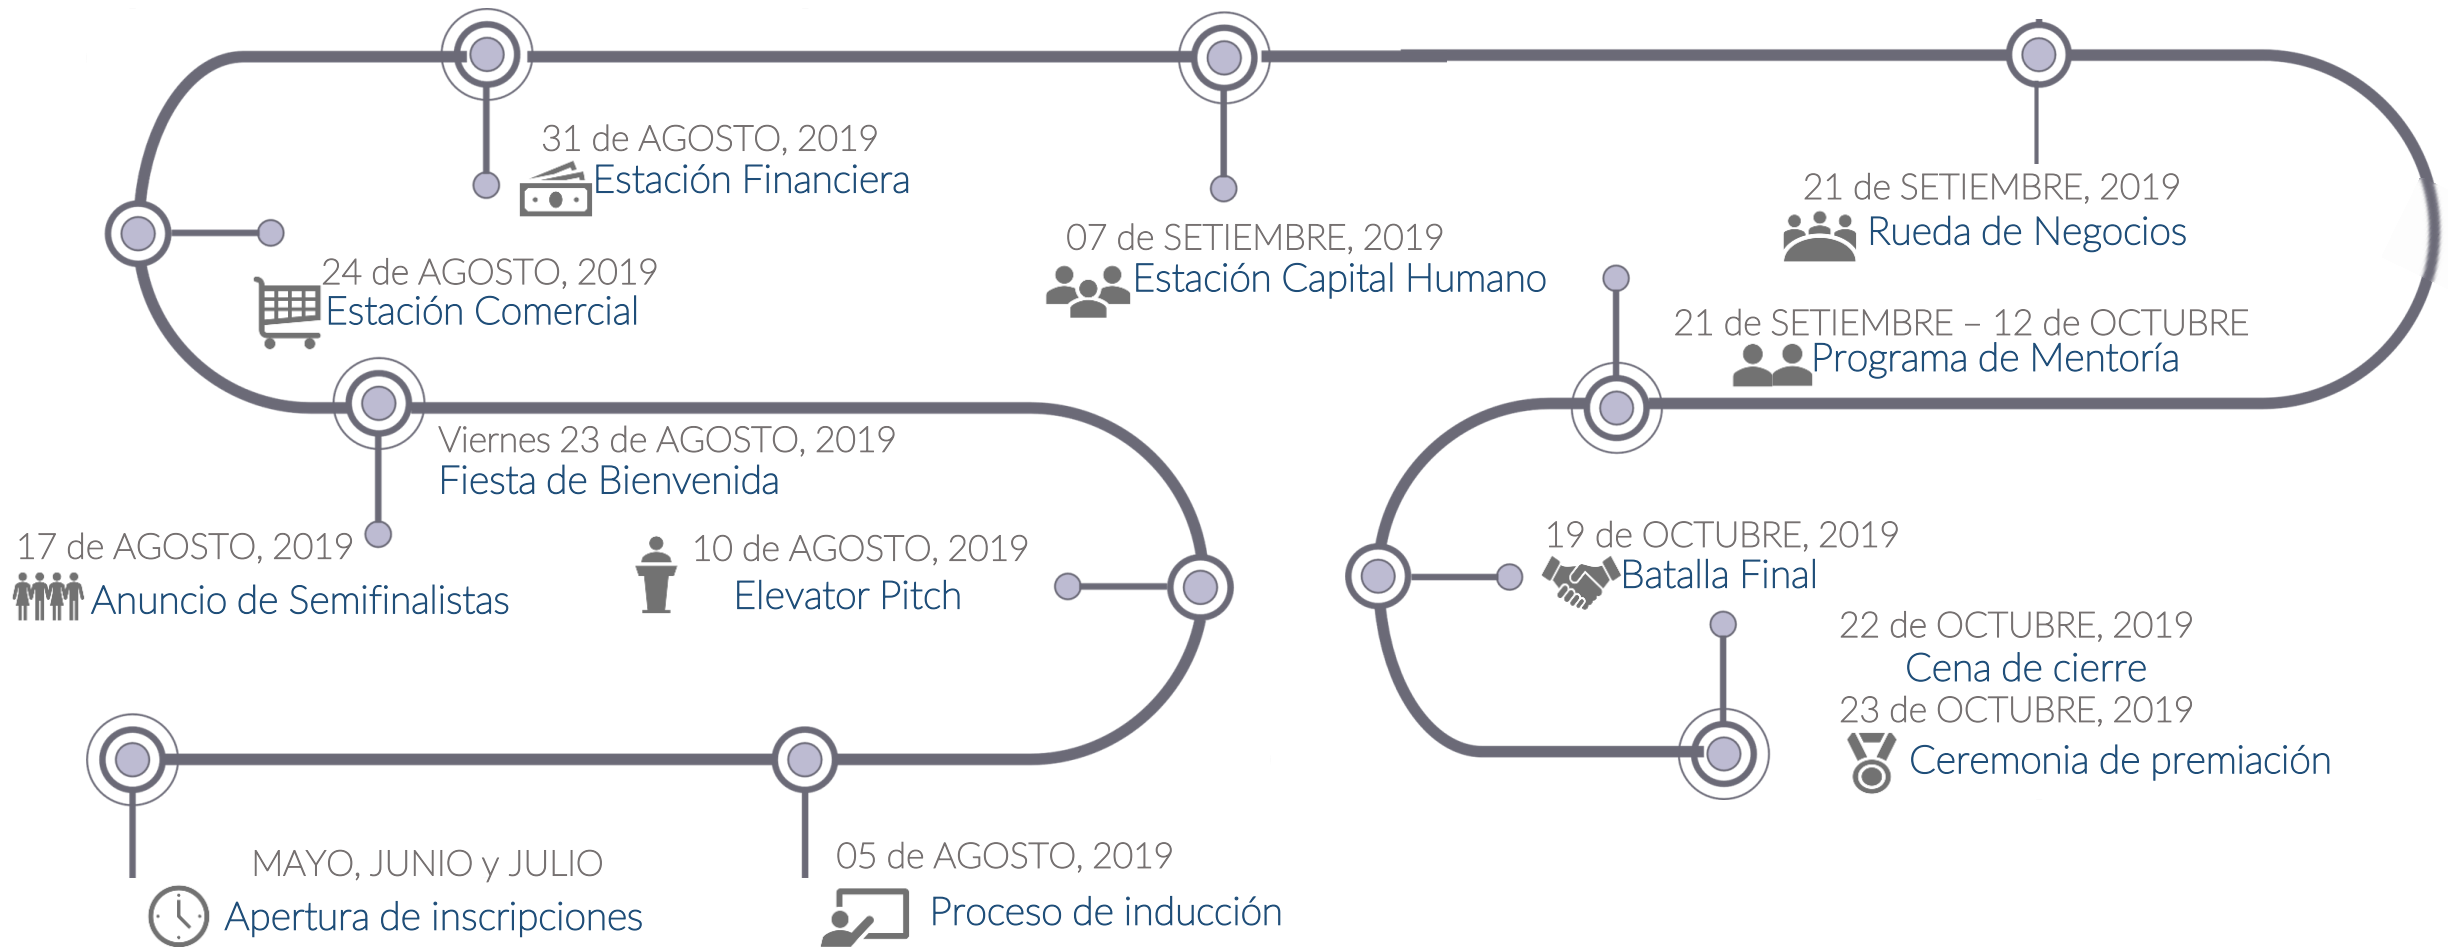 31 de AGOSTO, 2019
Estación Financiera
21 de SETIEMBRE, 2019
Rueda de Negocios
07 de SETIEMBRE, 2019
Estación Capital Humano
24 de AGOSTO, 2019
Estación Comercial
21 de SETIEMBRE – 12 de OCTUBRE
Programa de Mentoría
Viernes 23 de AGOSTO, 2019
Fiesta de Bienvenida
17 de AGOSTO, 2019
Anuncio de Semifinalistas
10 de AGOSTO, 2019
Elevator Pitch
19 de OCTUBRE, 2019
Batalla Final
22 de OCTUBRE, 2019
Cena de cierre
23 de OCTUBRE, 2019
Ceremonia de premiación
MAYO, JUNIO y JULIO
Apertura de inscripciones
05 de AGOSTO, 2019
Proceso de inducción